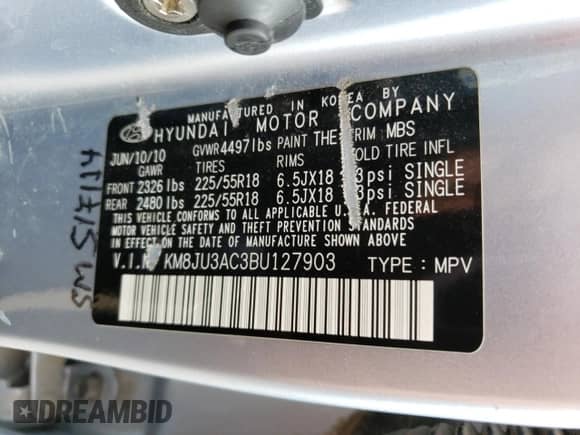 MANUFACTURED IN KOREA BY
HYUNDAI MOTOR COMPANY
JUN/10/10 GVWR 4497lbs PAINT THE TRIM MBS
GAWR TIRES RIMS COLD TIRE INFL
FRONT 2326 lbs 225/55R18 6.5JX18 psi SINGLE
REAR 2480 lbs 225/55R18 6.5JX18 psi SINGLE
THIS VEHICLE CONFORMS TO ALL APPLICABLE U.S.A. FEDERAL
MOTOR VEHICLE SAFETY, BUMPER, AND THEFT PREVENTION STANDARDS
IN EFFECT ON THE DATE OF MANUFACTURE SHOWN ABOVE.
V.I.N KM8JU3AC3BU127903 TYPE : MPV
DREAMBID